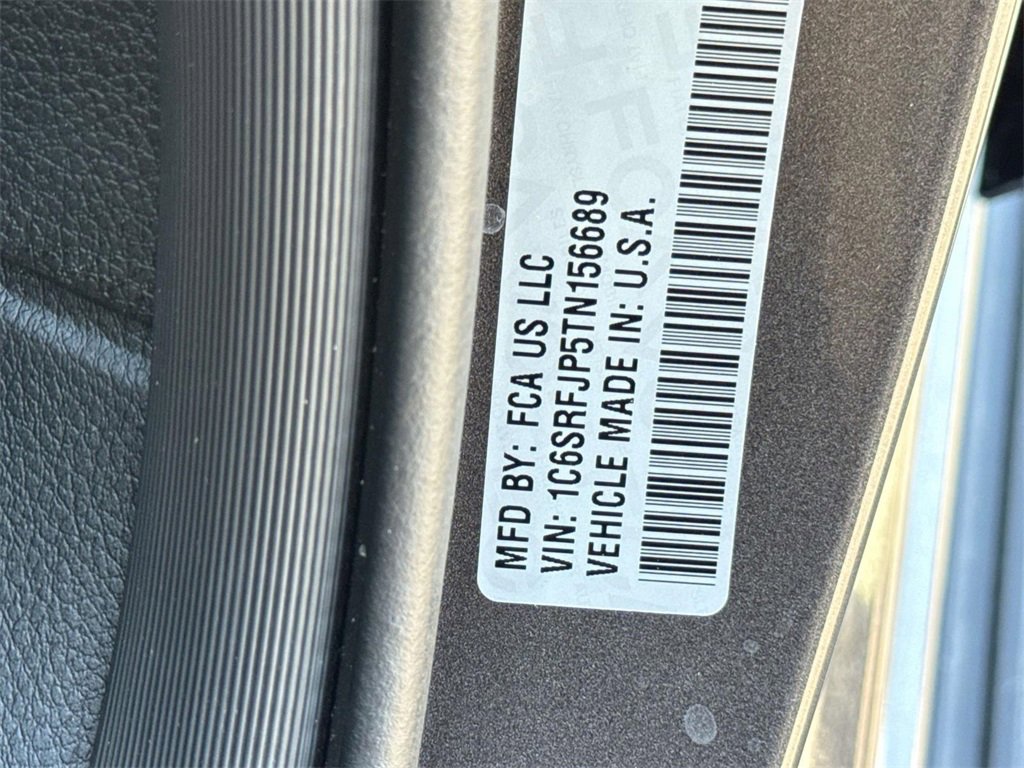 MFD BY: FCA US LLC
VIN: 1C6SRFJP5TN156689
VEHICLE MADE IN: U.S.A.